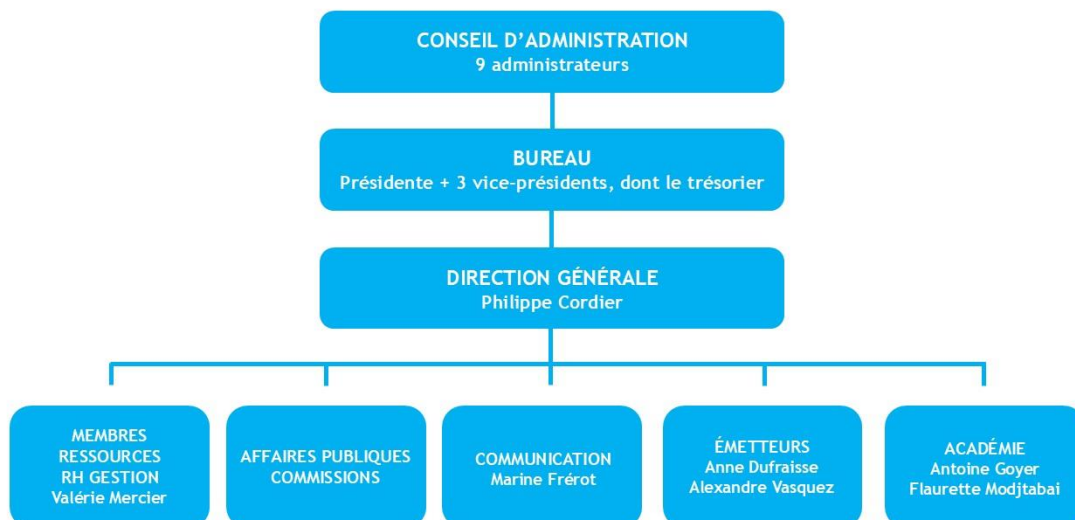 CONSEIL D’ADMINISTRATION
9 administrateurs
BUREAU
Présidente + 3 vice-présidents, dont le trésorier
DIRECTION GÉNÉRALE
Philippe Cordier
MEMBRES
RESSOURCES
RH GESTION
Valérie Mercier
AFFAIRES PUBLIQUES
COMMISSIONS
COMMUNICATION
Marine Frérot
ÉMETTEURS
Anne Dufraisse
Alexandre Vasquez
ACADÉMIE
Antoine Goyer
Flaurette Modjtabai